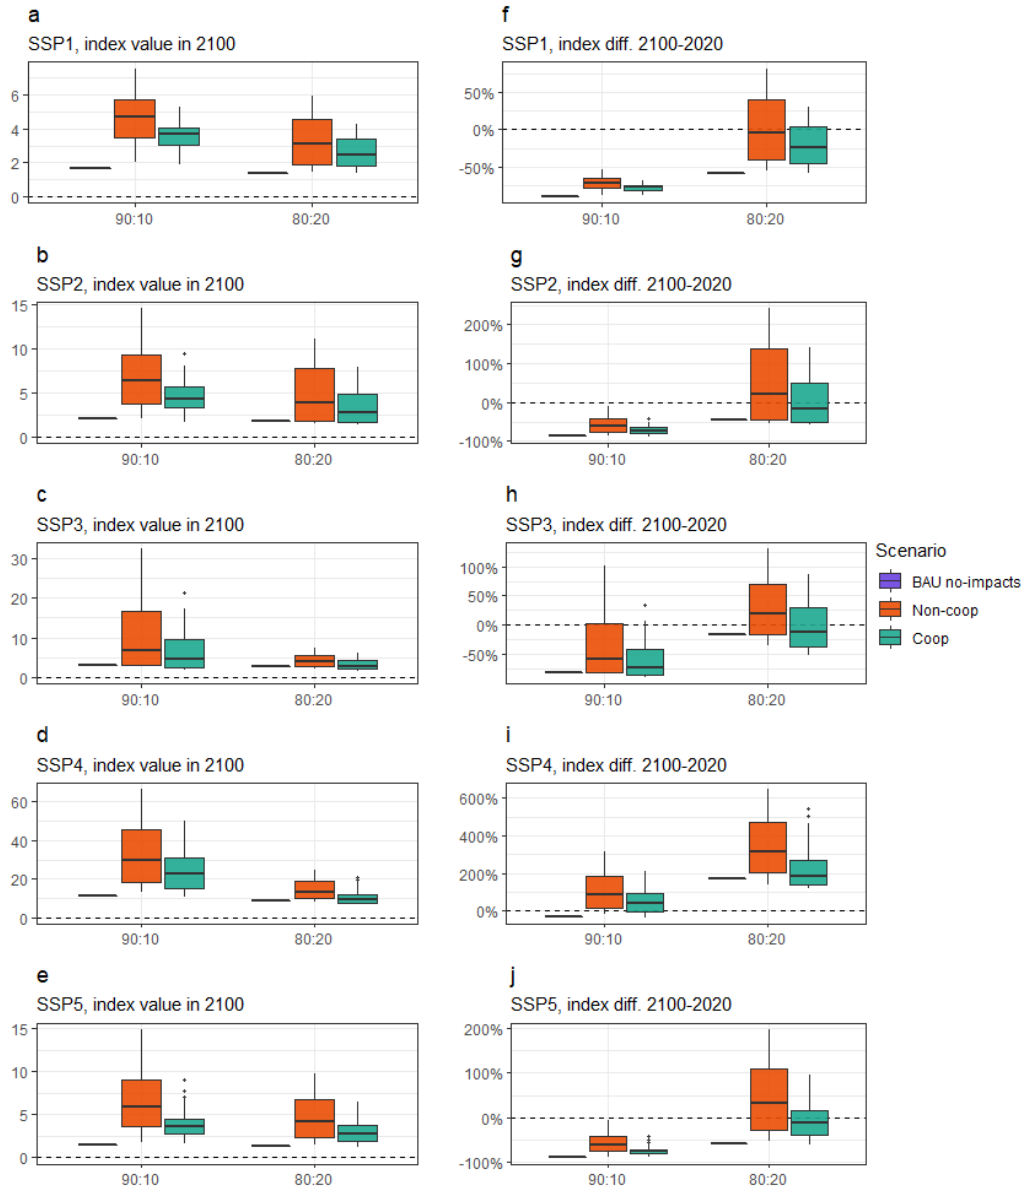 a
SSP1, index value in 2100
6
4
2
0
90:10
80:20
f
SSP1, index diff. 2100-2020
50%
0%
-50%
90:10
80:20
b
SSP2, index value in 2100
15
10
5
0
90:10
80:20
g
SSP2, index diff. 2100-2020
200%
100%
0%
-100%
90:10
80:20
c
SSP3, index value in 2100
30
20
10
0
90:10
80:20
h
SSP3, index diff. 2100-2020
100%
50%
0%
-50%
90:10
80:20
Scenario
BAU no-impacts
Non-coop
Coop
d
SSP4, index value in 2100
60
40
20
0
90:10
80:20
i
SSP4, index diff. 2100-2020
600%
400%
200%
0%
90:10
80:20
e
SSP5, index value in 2100
15
10
5
0
90:10
80:20
j
SSP5, index diff. 2100-2020
200%
100%
0%
-100%
90:10
80:20